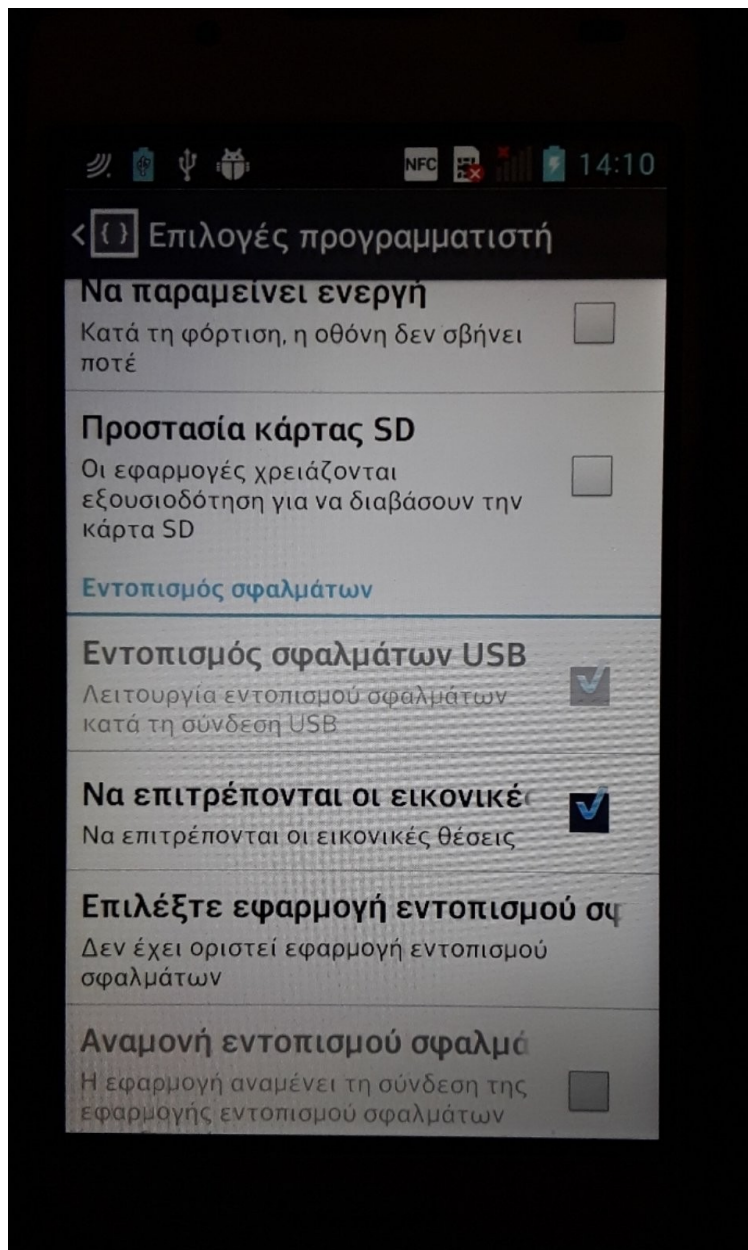 NFC 14:10
Επιλογές προγραμματιστή
Να παραμείνει ενεργή
Κατά τη φόρτιση, η οθόνη δεν σβήνει
ποτέ
Προστασία κάρτας SD
Οι εφαρμογές χρειάζονται
εξουσιοδότηση για να διαβάσουν την
κάρτα SD
Εντοπισμός σφαλμάτων
Εντοπισμός σφαλμάτων USB
Λειτουργία εντοπισμού σφαλμάτων
κατά τη σύνδεση USB
Να επιτρέπονται οι εικονικέ
Να επιτρέπονται οι εικονικές θέσεις
Επιλέξτε εφαρμογή εντοπισμού σφ
Δεν έχει οριστεί εφαρμογή εντοπισμού
σφαλμάτων
Αναμονή εντοπισμού σφαλμά
Η εφαρμογή αναμένει τη σύνδεση της
εφαρμογής εντοπισμού σφαλμάτων